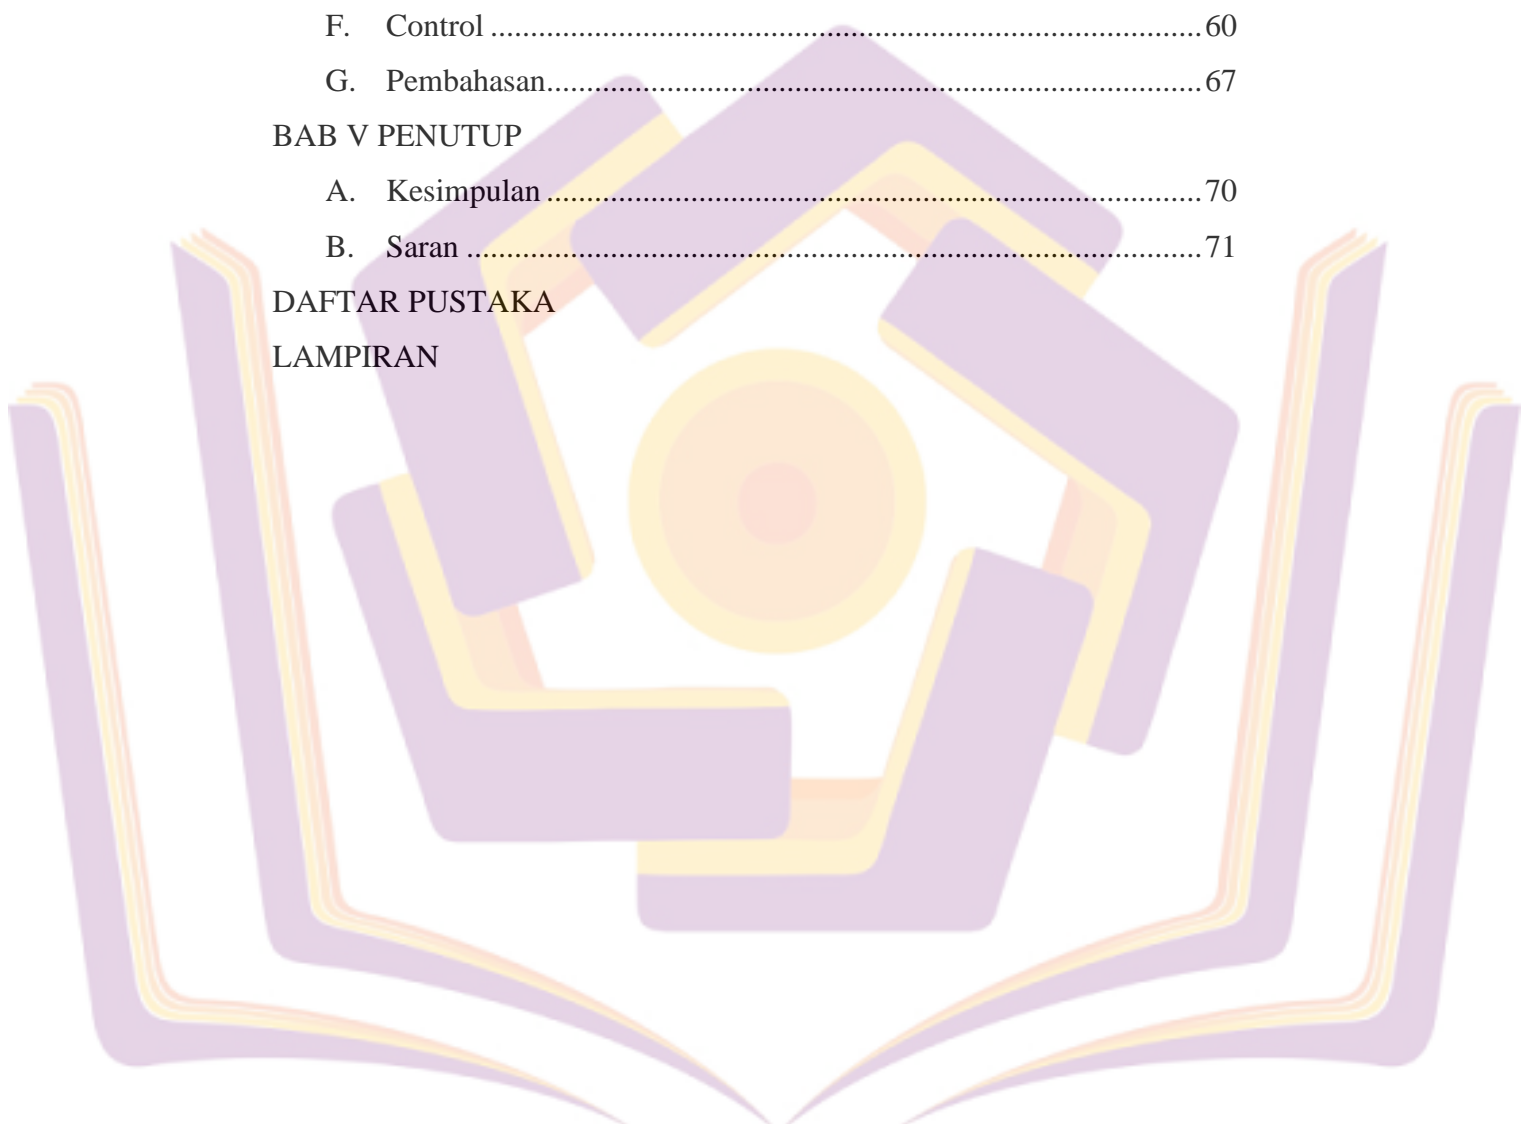 F. Control ........................................................................................ 60
G. Pembahasan................................................................................. 67
BAB V PENUTUP
A. Kesimpulan ................................................................................. 70
B. Saran ........................................................................................... 71
DAFTAR PUSTAKA
LAMPIRAN